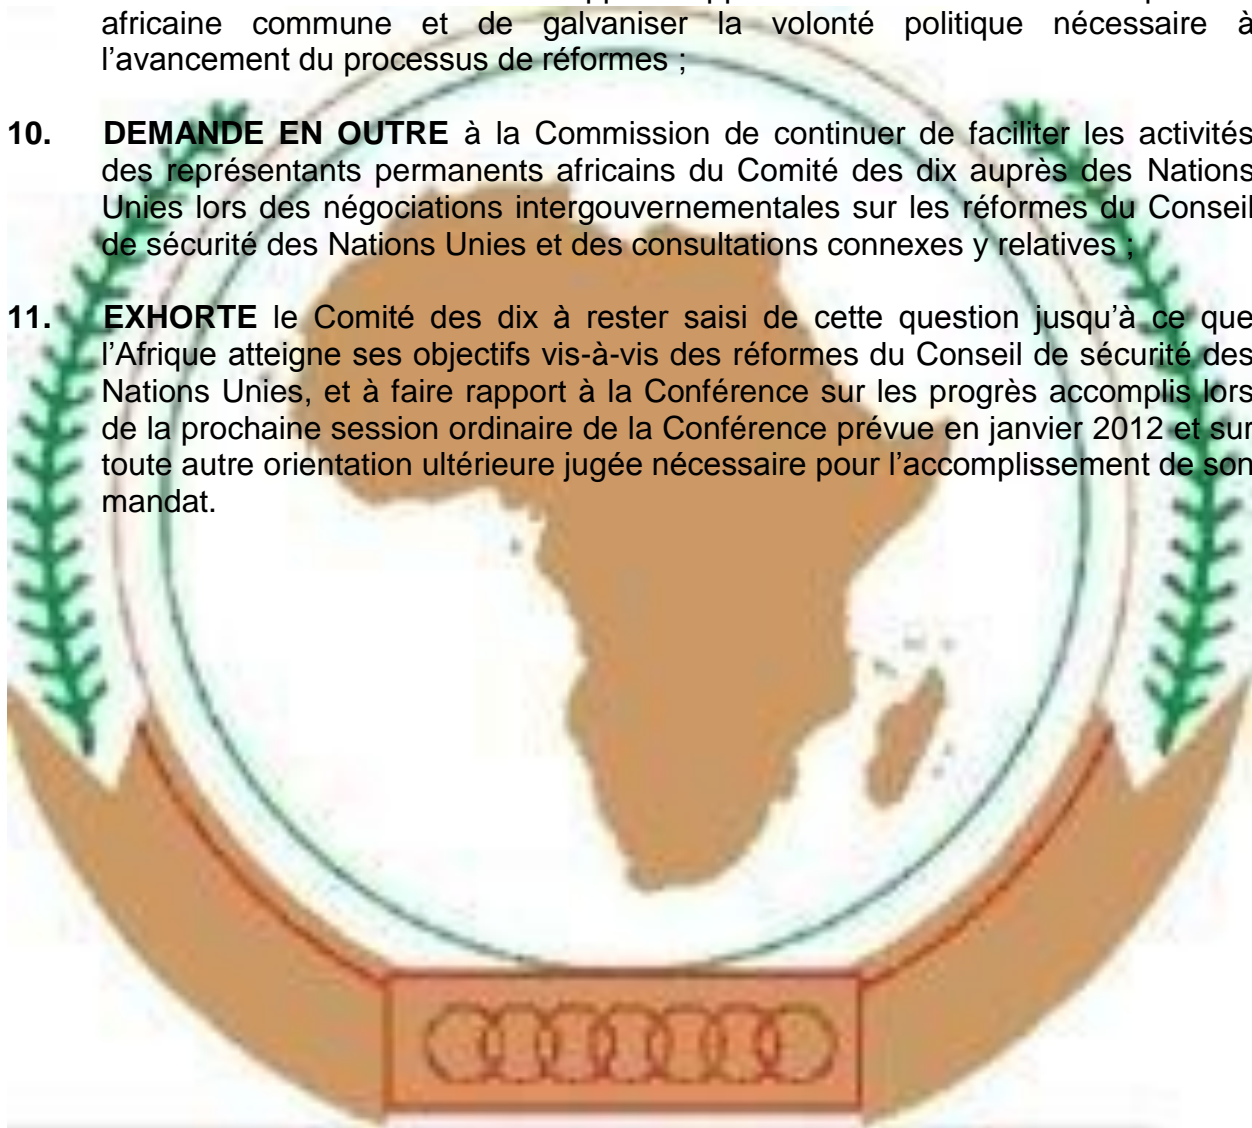 africaine commune et de galvaniser la volonté politique nécessaire à
l’avancement du processus de réformes ;
10. DEMANDE EN OUTRE à la Commission de continuer de faciliter les activités
des représentants permanents africains du Comité des dix auprès des Nations
Unies lors des négociations intergouvernementales sur les réformes du Conseil
de sécurité des Nations Unies et des consultations connexes y relatives ;
11. EXHORTE le Comité des dix à rester saisi de cette question jusqu’à ce que
l’Afrique atteigne ses objectifs vis-à-vis des réformes du Conseil de sécurité des
Nations Unies, et à faire rapport à la Conférence sur les progrès accomplis lors
de la prochaine session ordinaire de la Conférence prévue en janvier 2012 et sur
toute autre orientation ultérieure jugée nécessaire pour l’accomplissement de son
mandat.